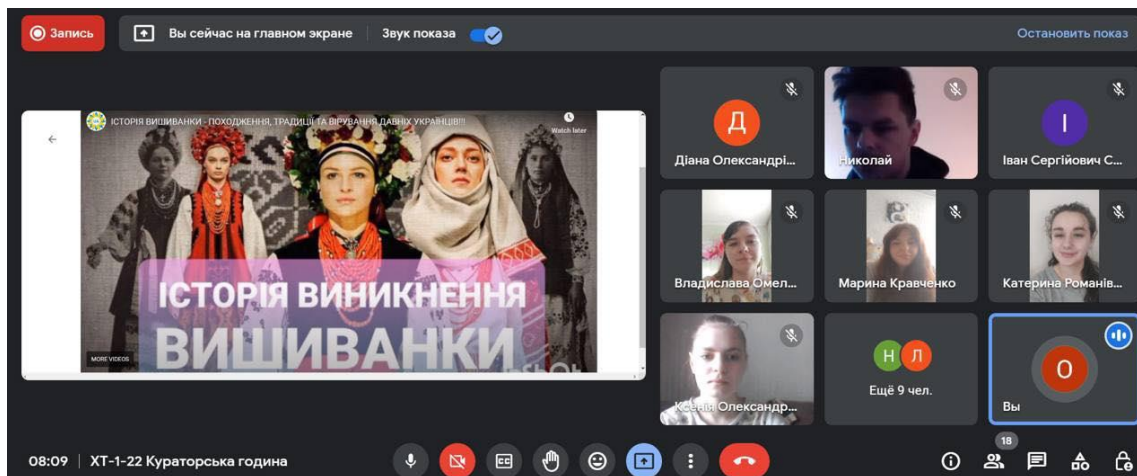 Запись
Вы сейчас на главном экране
Звук показа
Остановить показ
ІСТОРІЯ ВИШИВАНКИ - ПОХОДЖЕННЯ, ТРАДИЦІЇ ТА ВІРУВАННЯ ДАВНІХ УКРАЇНЦІВ!!!
Watch later
ІСТОРІЯ ВИНИКНЕННЯ
ВИШИВАНКИ
MORE VIDEOS
Д
Діана Олександрі...
Николай
І
Іван Сергійович С...
Владислава Омел...
Марина Кравченко
Катерина Романів...
Ксенія Олександр...
Н Л
Ещё 9 чел.
О
Вы
08:09 | ХТ-1-22 Кураторська година
CC
18